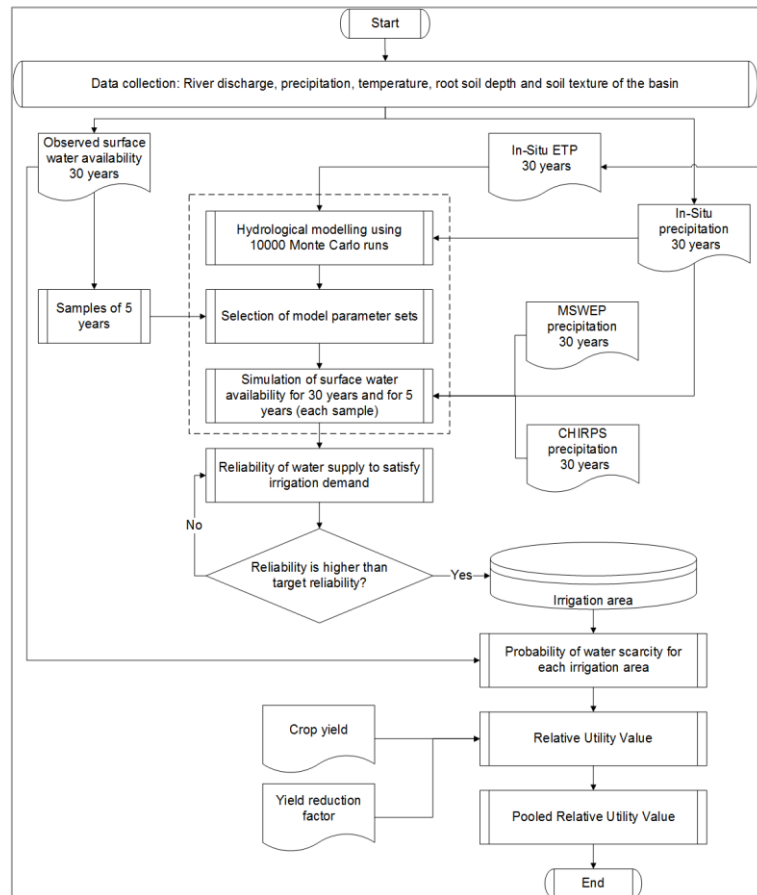 Start
Data collection: River discharge, precipitation, temperature, root soil depth and soil texture of the basin
Observed surface
water availability
30 years
In-Situ ETP
30 years
In-Situ
precipitation
30 years
Hydrological modelling using
10000 Monte Carlo runs
Samples of 5
years
Selection of model parameter sets
MSWEP
precipitation
30 years
Simulation of surface water
availability for 30 years and for 5
years (each sample)
CHIRPS
precipitation
30 years
Reliability of water supply to satisfy
irrigation demand
No
Reliability is higher than
target reliability?
Yes
Irrigation area
Probability of water scarcity for
each irrigation area
Crop yield
Relative Utility Value
Yield reduction
factor
Pooled Relative Utility Value
End